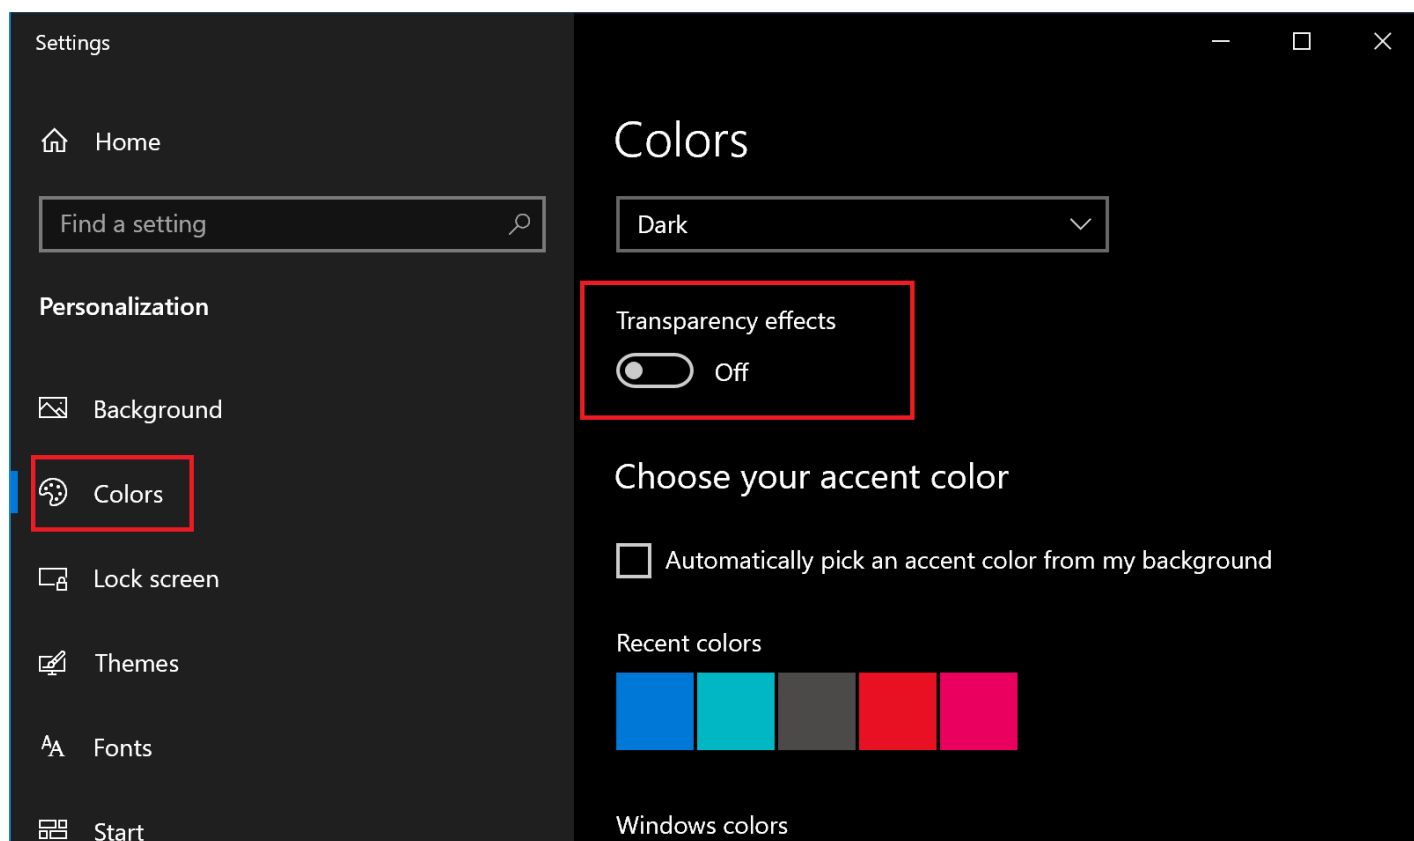 Settings
Home
Find a setting
Personalization
Background
Colors
Lock screen
Themes
Fonts
Start
Colors
Dark
Transparency effects
Off
Choose your accent color
Automatically pick an accent color from my background
Recent colors
Windows colors